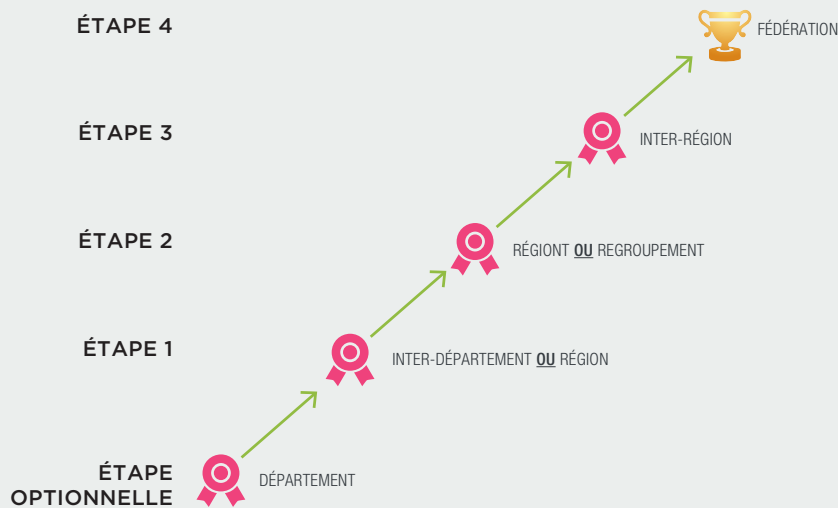 ÉTAPE 4
FÉDÉRATION
ÉTAPE 3
INTER-RÉGION
ÉTAPE 2
RÉGIONT OU REGROUPEMENT
ÉTAPE 1
INTER-DÉPARTEMENT OU RÉGION
ÉTAPE
OPTIONNELLE
DÉPARTEMENT